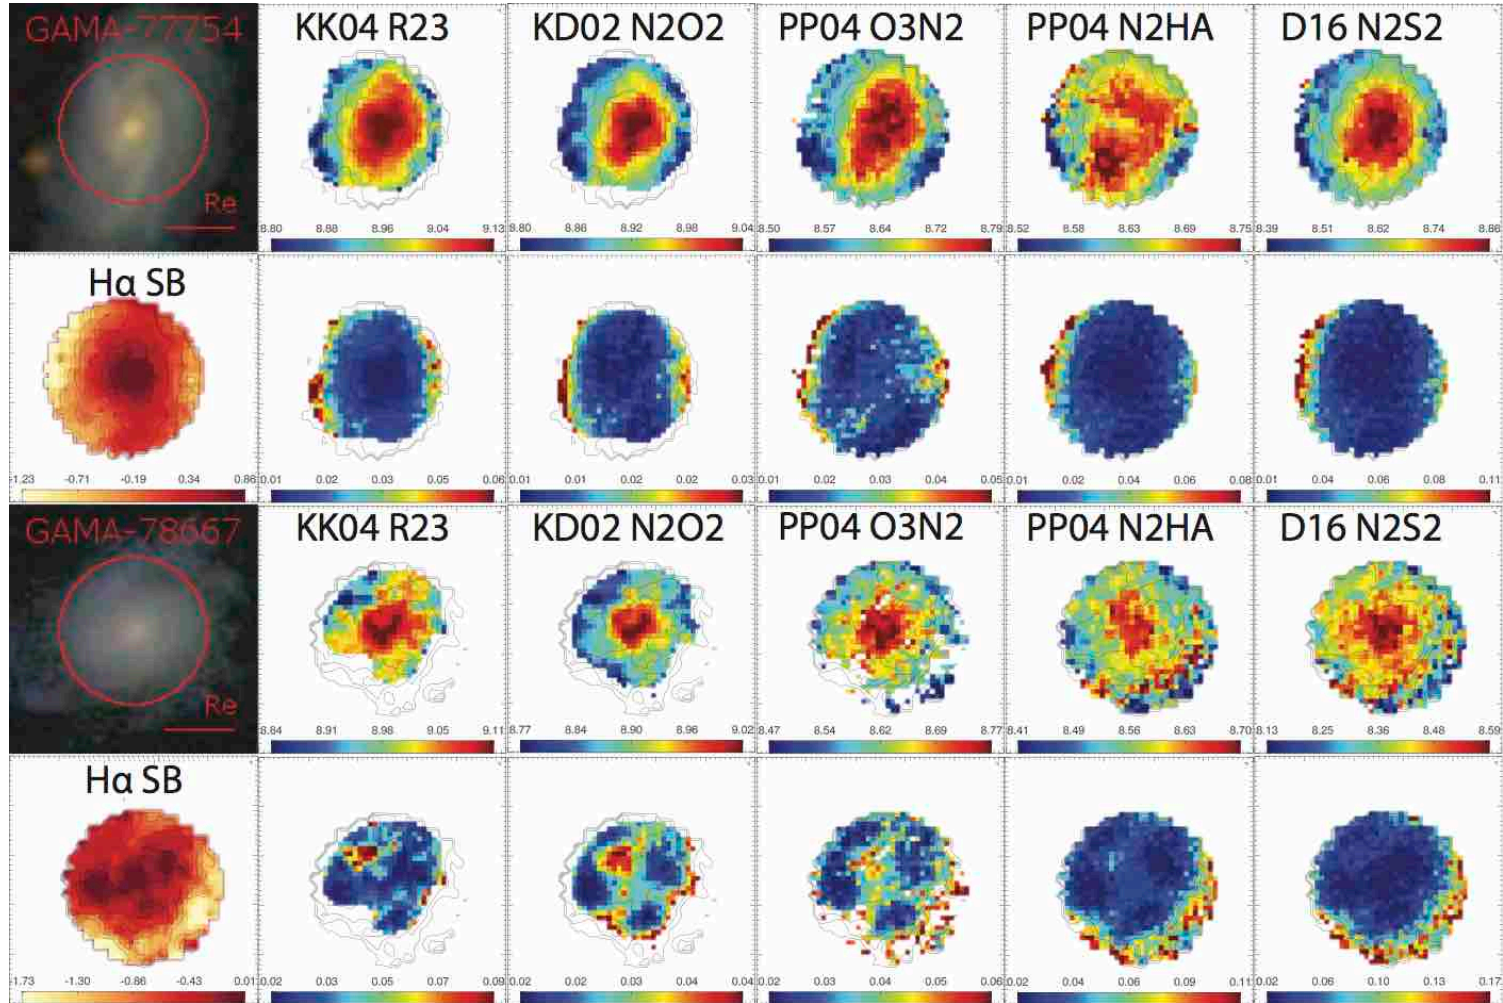 GAMA-77754 KK04 R23 KD02 N2O2 PP04 O3N2 PP04 N2HA D16 N2S2
Re
8.80 8.88 8.96 9.04 9.13 8.80 8.86 8.92 8.98 9.04 8.50 8.57 8.64 8.72 8.79 8.52 8.58 8.63 8.69 8.75 8.39 8.51 8.62 8.74 8.86
Hα SB
-1.23 -0.71 -0.19 0.34 0.86 0.01 0.02 0.03 0.05 0.06 0.01 0.01 0.02 0.02 0.03 0.01 0.02 0.03 0.04 0.05 0.01 0.02 0.04 0.06 0.08 0.01 0.04 0.06 0.08 0.11
GAMA-78667 KK04 R23 KD02 N2O2 PP04 O3N2 PP04 N2HA D16 N2S2
Re
8.84 8.91 8.98 9.05 9.11 8.77 8.84 8.90 8.96 9.02 8.47 8.54 8.62 8.69 8.77 8.41 8.49 8.56 8.63 8.70 8.13 8.25 8.36 8.48 8.59
Hα SB
-1.73 -1.30 -0.86 -0.43 0.01 0.02 0.03 0.05 0.07 0.09 0.02 0.02 0.03 0.04 0.04 0.02 0.03 0.04 0.05 0.06 0.02 0.04 0.06 0.09 0.11 0.02 0.06 0.10 0.13 0.17